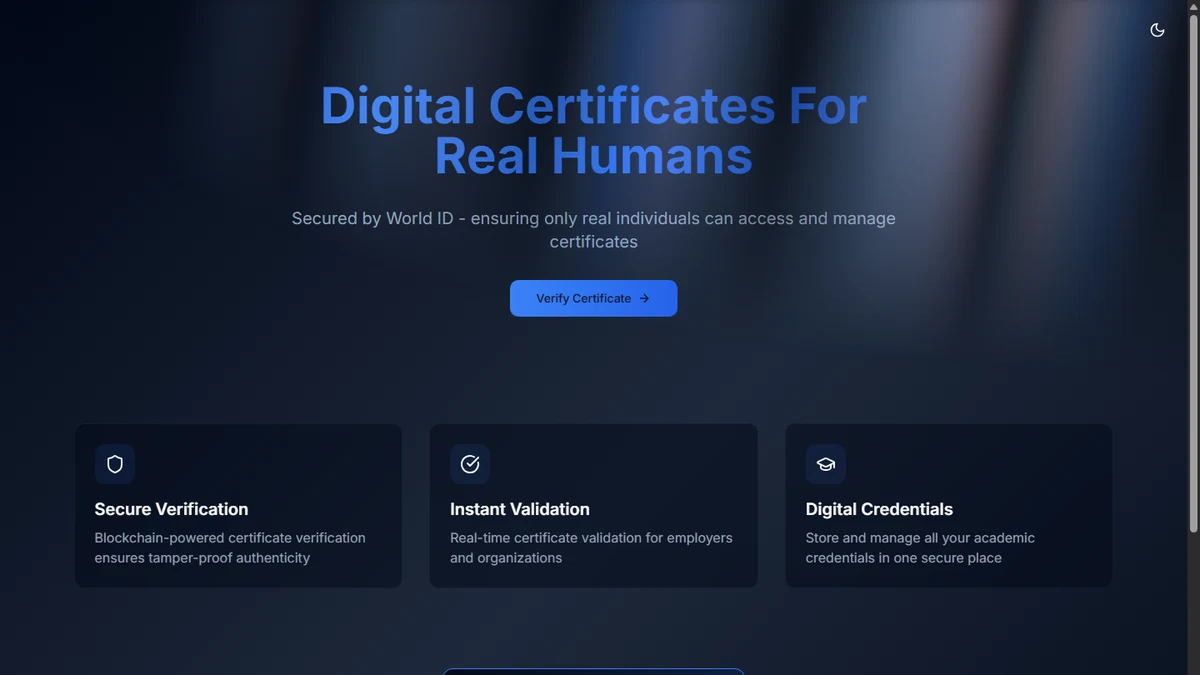 Digital Certificates For
Real Humans
Secured by World ID - ensuring only real individuals can access and manage
certificates
Verify Certificate
Secure Verification
Blockchain-powered certificate verification
ensures tamper-proof authenticity
Instant Validation
Real-time certificate validation for employers
and organizations
Digital Credentials
Store and manage all your academic
credentials in one secure place